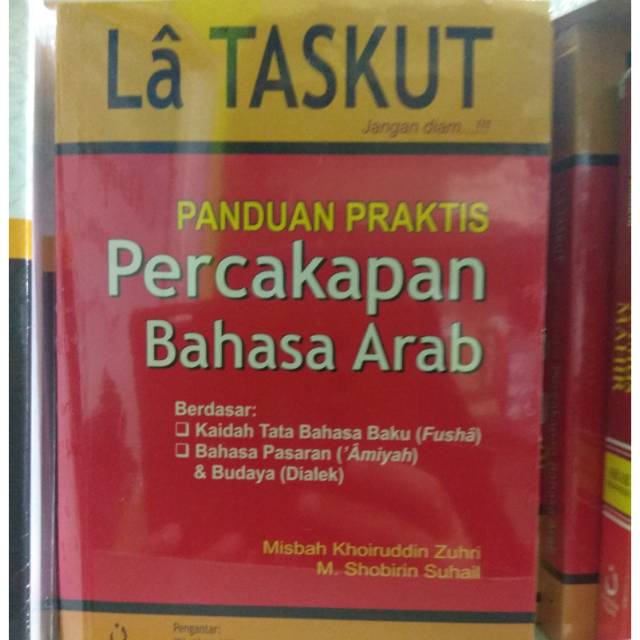 Lâ TASKUT
Jangan diam...!!!
PANDUAN PRAKTIS
Percakapan
Bahasa Arab
Berdasar:
❑ Kaidah Tata Bahasa Baku (Fushâ)
❑ Bahasa Pasaran ('Âmiyah)
& Budaya (Dialek)
Misbah Khoiruddin Zuhri
M. Shobirin Suhail
Pengantar: